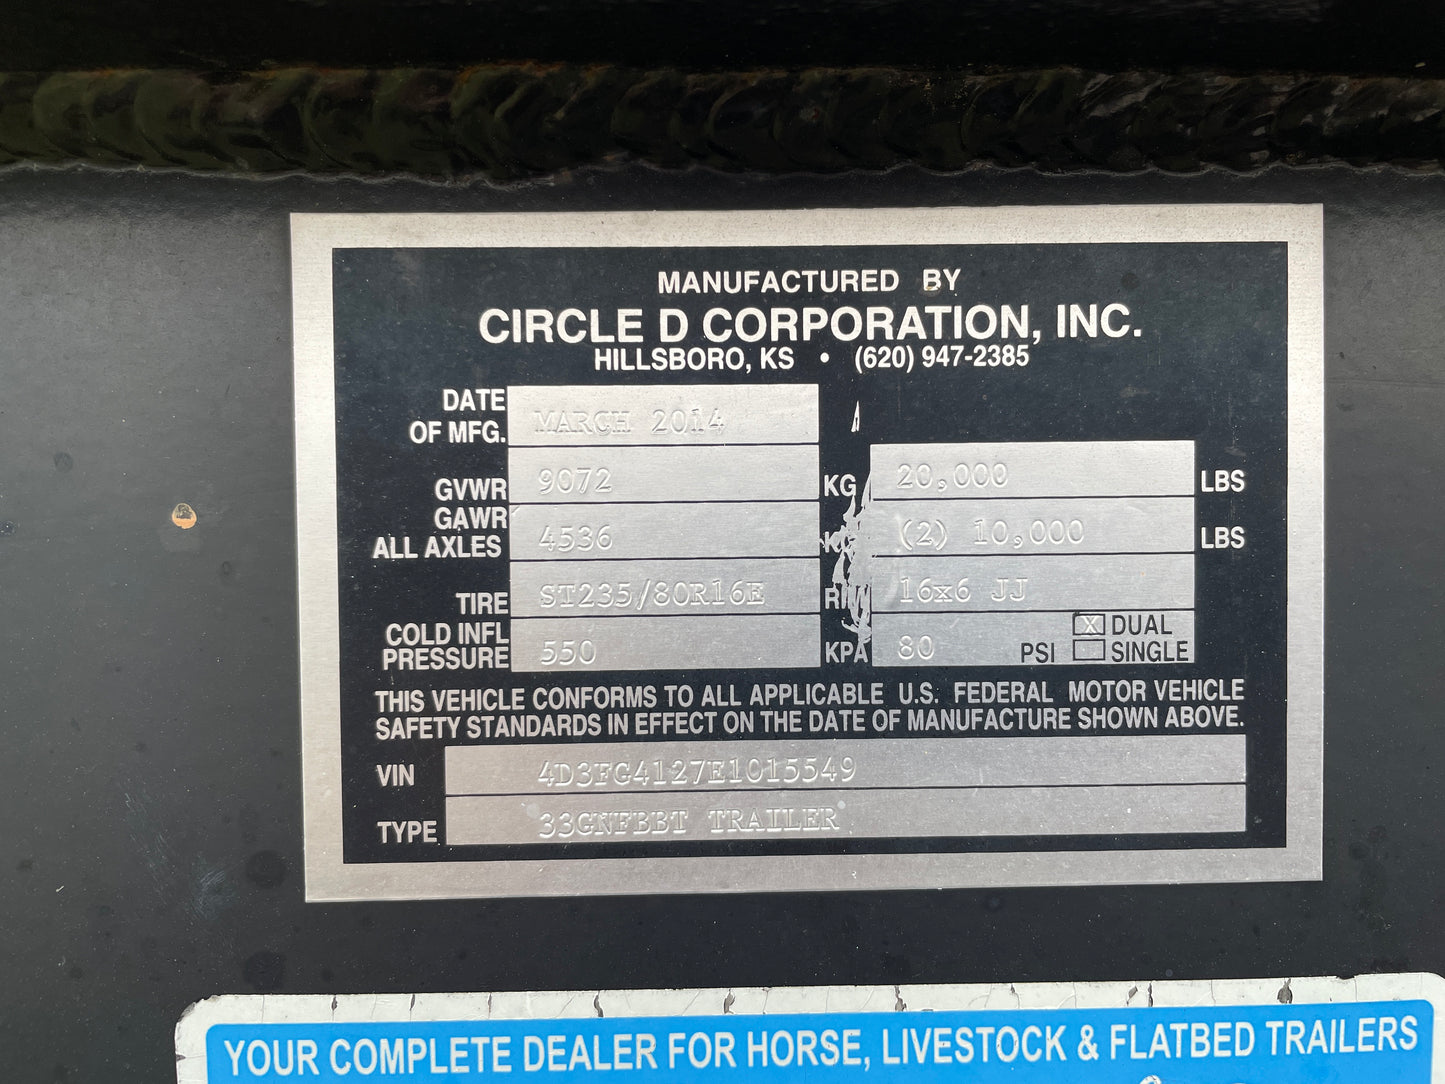 MANUFACTURED BY
CIRCLE D CORPORATION, INC.
HILLSBORO, KS • (620) 947-2385
DATE OF MFG. MARCH 2014
GVWR 9072 KG 20,000 LBS
GAWR ALL AXLES 4536 KG (2) 10,000 LBS
TIRE ST235/80R16E RIM 16x6 JJ
COLD INFL PRESSURE 550 KPA 80 PSI X DUAL SINGLE
THIS VEHICLE CONFORMS TO ALL APPLICABLE U.S. FEDERAL MOTOR VEHICLE
SAFETY STANDARDS IN EFFECT ON THE DATE OF MANUFACTURE SHOWN ABOVE.
VIN 4D3FG4127E1015549
TYPE 33GNFBBT TRAILER
YOUR COMPLETE DEALER FOR HORSE, LIVESTOCK & FLATBED TRAILERS